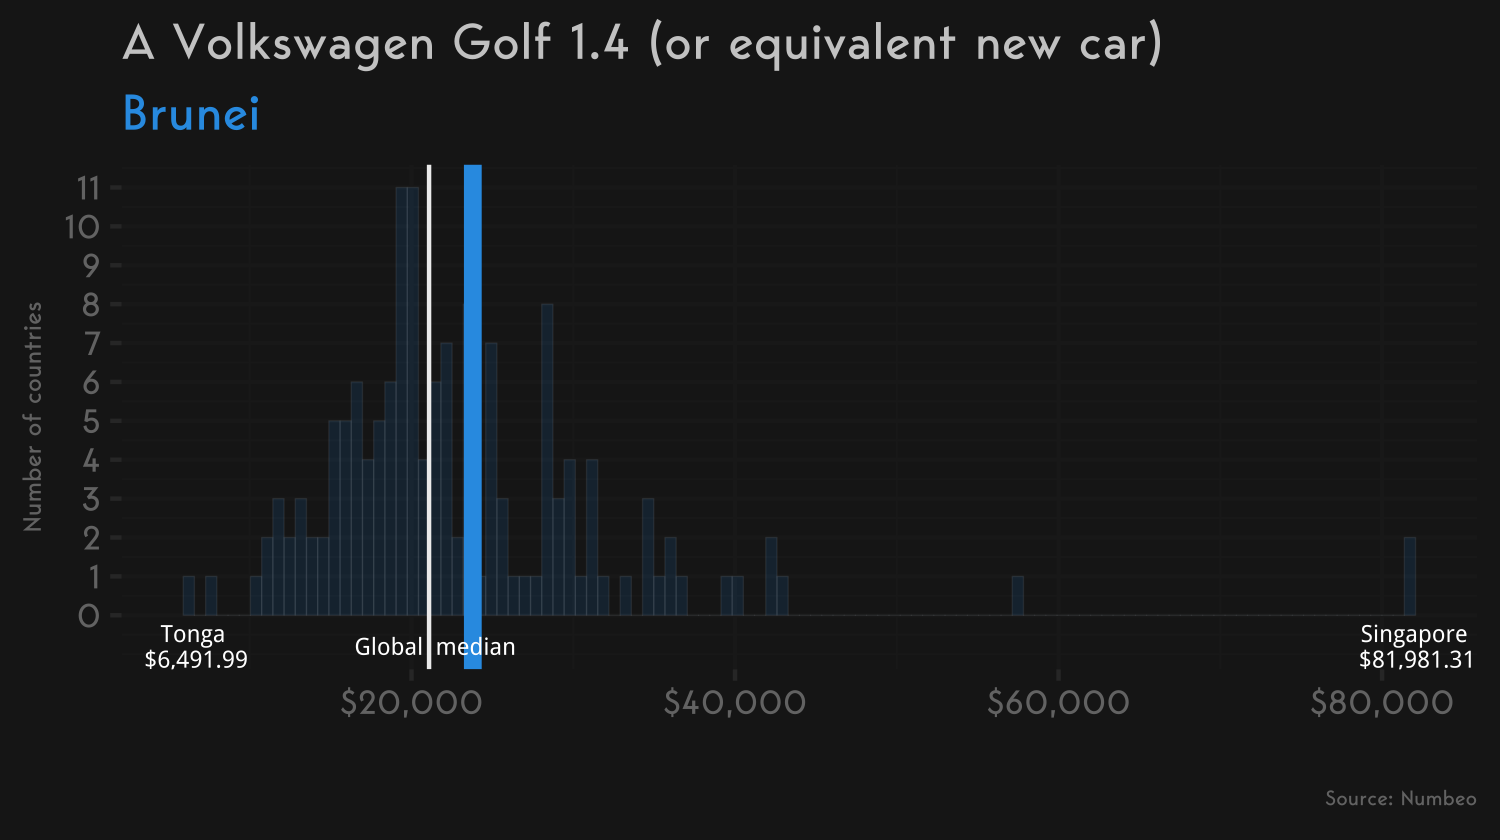 A Volkswagen Golf 1.4 (or equivalent new car)
Brunei
Number of countries
11
10
9
8
7
6
5
4
3
2
1
0
Tonga
$6,491.99
Global median
Singapore
$81,981.31
$20,000
$40,000
$60,000
$80,000
Source: Numbeo